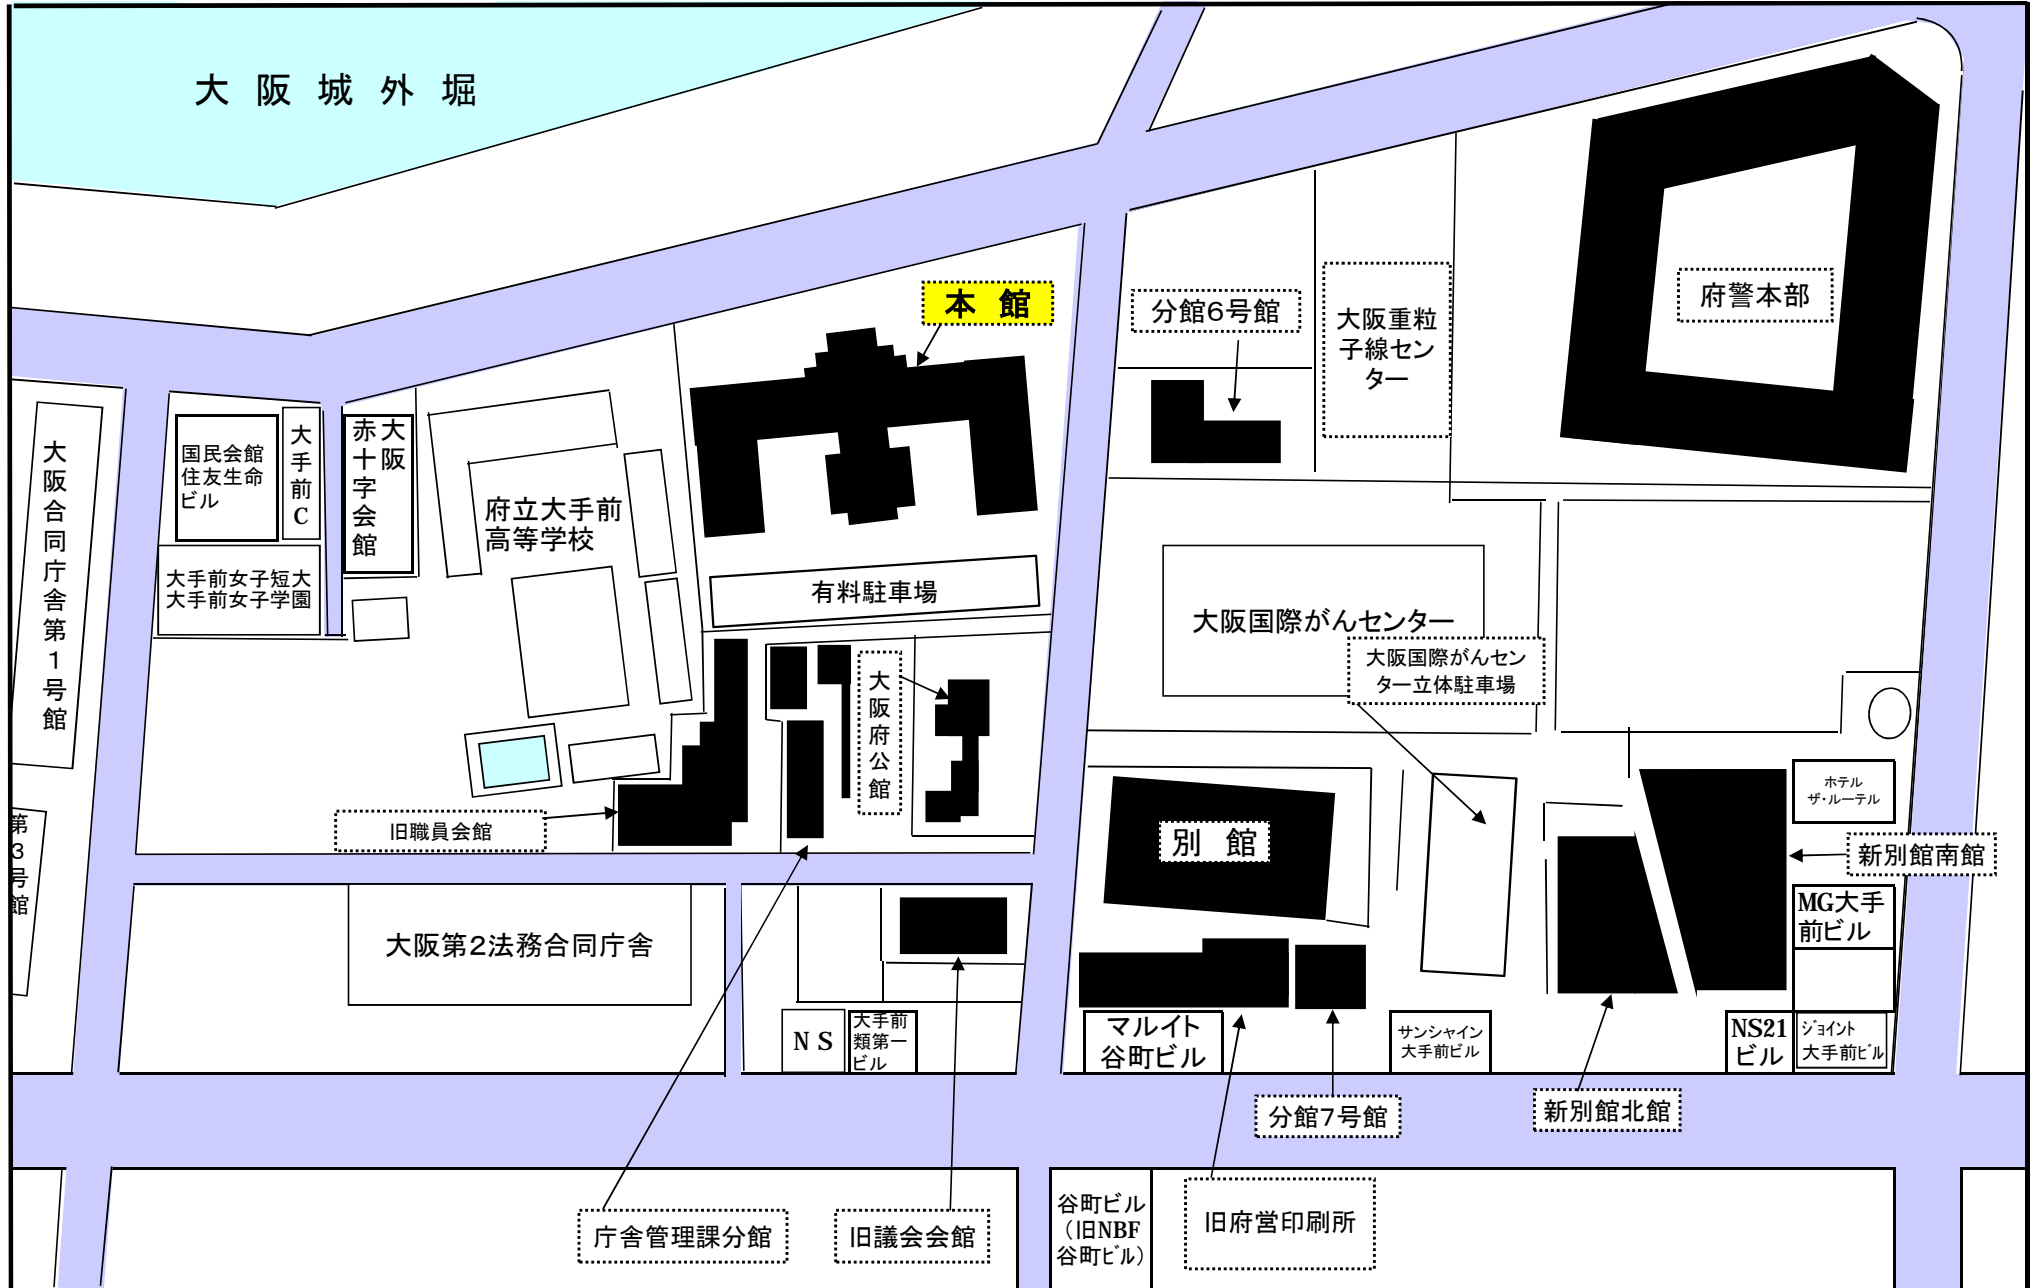 大阪城外堀
本館
分館6号館
大阪重粒
子線セン
ター
府警本部
大阪合同庁舎第1号館
国民会館
住友生命
ビル
大手前C
大阪
赤十字会館
府立大手前
高等学校
大手前女子短大
大手前女子学園
有料駐車場
大阪国際がんセンター
大阪国際がんセン
ター立体駐車場
大阪府公館
第3号館
旧職員会館
別館
ホテル
ザ・ルーテル
新別館南館
MG大手
前ビル
大阪第2法務合同庁舎
NS
大手前
類第一
ビル
マルイト
谷町ビル
サンシャイン
大手前ビル
NS21
ビル
ジョイント
大手前ビル
分館7号館
新別館北館
庁舎管理課分館
旧議会会館
谷町ビル
(旧NBF
谷町ビル)
旧府営印刷所